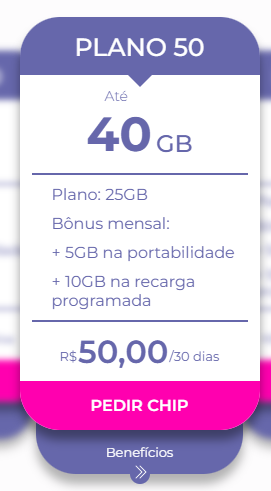 PLANO 50
Até
40 GB
Plano: 25GB
Bônus mensal:
+ 5GB na portabilidade
+ 10GB na recarga
programada
R$50,00/30 dias
PEDIR CHIP
Benefícios